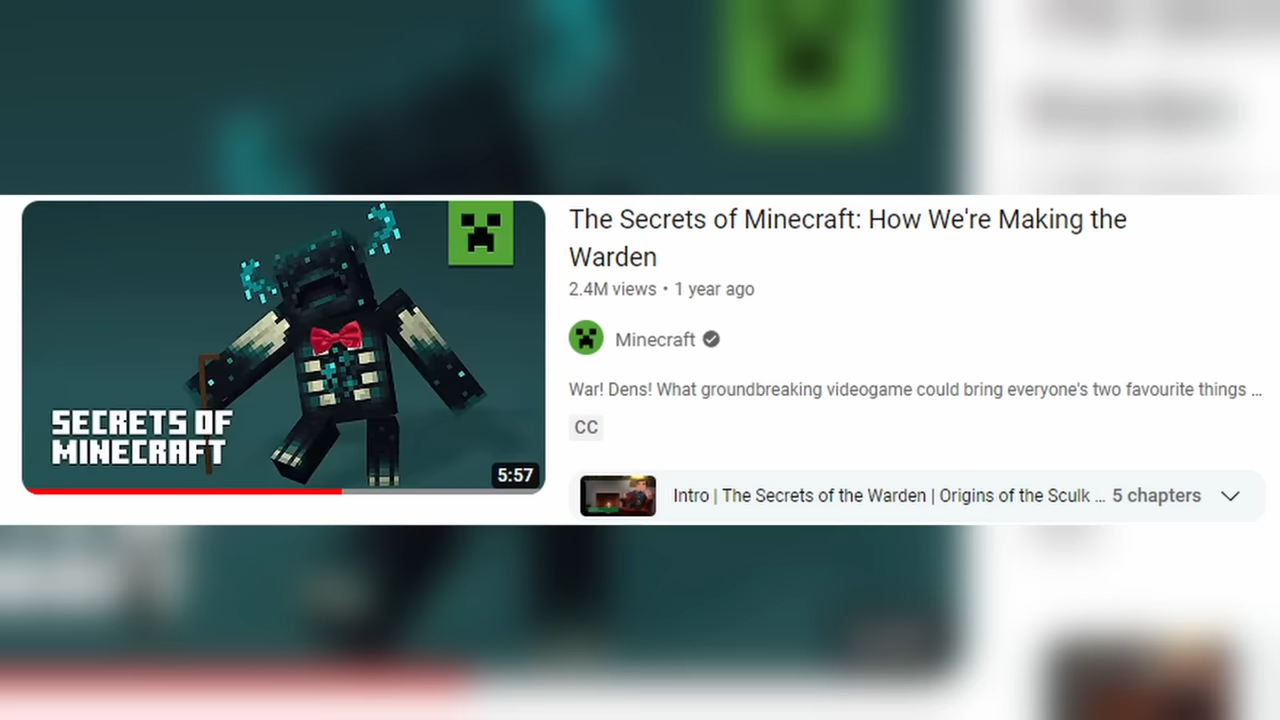 The Secrets of Minecraft: How We're Making the
Warden
2.4M views • 1 year ago
Minecraft
War! Dens! What groundbreaking videogame could bring everyone's two favourite things ...
CC
SECRETS OF
MINECRAFT
5:57
Intro | The Secrets of the Warden | Origins of the Sculk ... 5 chapters